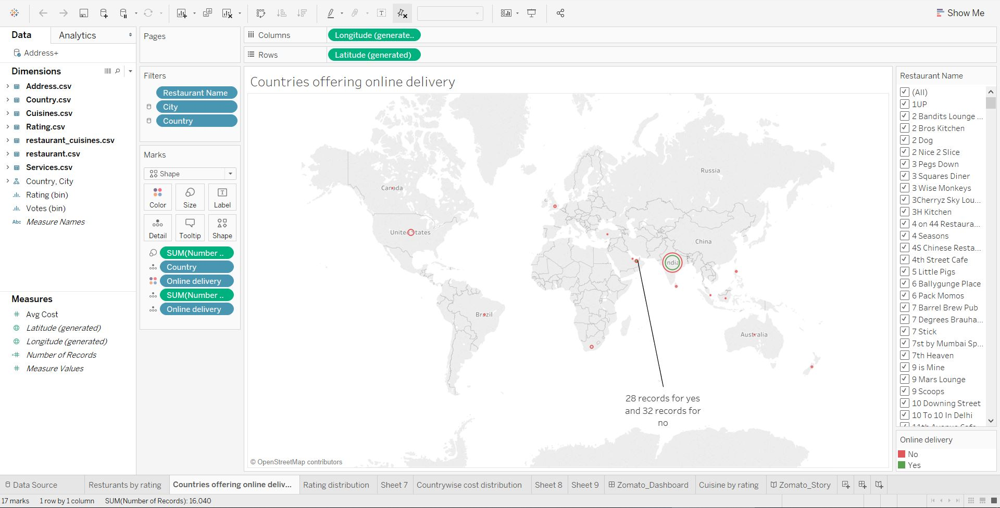 Show Me
Data
Analytics
Address+
Dimensions
Address.csv
Country.csv
Cuisines.csv
Rating.csv
restaurant_cuisines.csv
restaurant.csv
Services.csv
Country, City
Rating (bin)
Votes (bin)
Abc Measure Names
Measures
Avg Cost
Latitude (generated)
Longitude (generated)
Number of Records
Measure Values
Pages
Filters
Restaurant Name
City
Country
Marks
Shape
Color
Size
Label
Detail
Tooltip
Shape
SUM(Number ..
Country
Online delivery
SUM(Number ..
Online delivery
Columns
Longitude (generate..
Rows
Latitude (generated)
Countries offering online delivery
Russia
Canada
United States
China
India
Brazil
Australia
28 records for yes
and 32 records for
no
© OpenStreetMap contributors
Restaurant Name
(All)
1UP
2 Bandits Lounge ...
2 Bros Kitchen
2 Dog
2 Nice 2 Slice
3 Pegs Down
3 Squares Diner
3 Wise Monkeys
3Cherryz Sky Lou...
3H Kitchen
4 on 44 Restaura...
4 Seasons
4S Chinese Resta...
4th Street Cafe
5 Little Pigs
6 Ballygunge Place
6 Pack Momos
7 Barrel Brew Pub
7 Degrees Brauha...
7 Stick
7st by Mumbai Sp...
7th Heaven
9 is Mine
9 Mars Lounge
9 Scoops
10 Downing Street
10 To 10 In Delhi
Online delivery
No
Yes
Data Source
Resturants by rating
Countries offering online deliv...
Rating distribution
Sheet 7
Countrywise cost distribution
Sheet 8
Sheet 9
Zomato_Dashboard
Cuisine by rating
Zomato_Story
17 marks
1 row by 1 column
SUM(Number of Records): 16,040